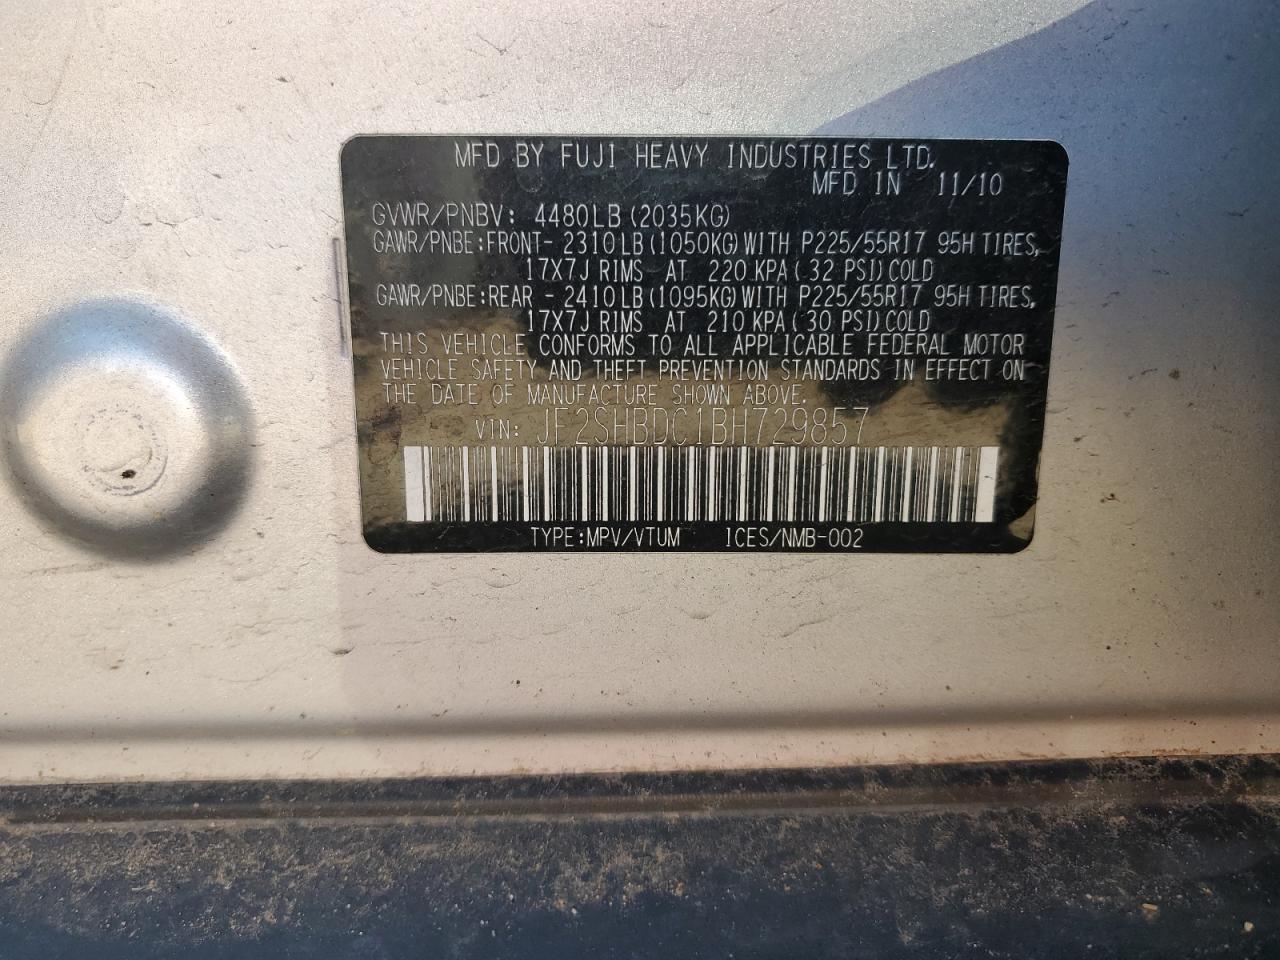 MFD BY FUJI HEAVY INDUSTRIES LTD.
MFD IN 11/10
GVWR/PNBV: 4480LB(2035KG)
GAWR/PNBE:FRONT- 2310LB(1050KG)WITH P225/55R17 95H TIRES,
17X7J RIMS AT 220 KPA(32 PSI)COLD
GAWR/PNBE:REAR - 2410LB(1095KG)WITH P225/55R17 95H TIRES,
17X7J RIMS AT 210 KPA(30 PSI)COLD
THIS VEHICLE CONFORMS TO ALL APPLICABLE FEDERAL MOTOR
VEHICLE SAFETY AND THEFT PREVENTION STANDARDS IN EFFECT ON
THE DATE OF MANUFACTURE SHOWN ABOVE.
VIN: JF2SHBDC1BH729857
TYPE:MPV/VTUM ICES/NMB-002